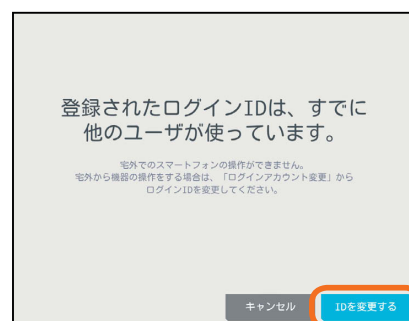 登録されたログインIDは、すでに
他のユーザが使っています。
宅外でのスマートフォンの操作ができません。
宅外から機器の操作をする場合は、「ログインアカウント変更」から
ログインIDを変更してください。
キャンセル
IDを変更する